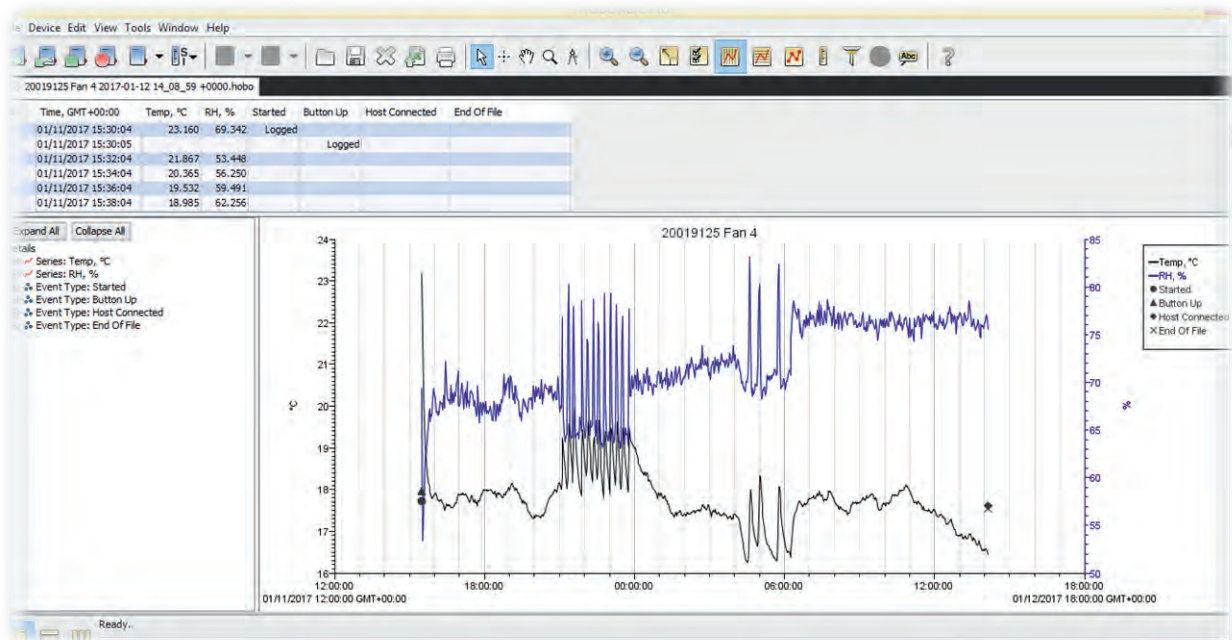 Device Edit View Tools Window Help
Abc
20019125 Fan 4 2017-01-12 14_08_59 +0000.hobo
Time, GMT+00:00 Temp, °C RH, % Started Button Up Host Connected End Of File
01/11/2017 15:30:04 23.160 69.342 Logged
01/11/2017 15:30:05 Logged
01/11/2017 15:32:04 21.867 53.448
01/11/2017 15:34:04 20.365 56.250
01/11/2017 15:36:04 19.532 59.491
01/11/2017 15:38:04 18.985 62.256
Expand All Collapse All
Series: Temp, °C
Series: RH, %
Event Type: Started
Event Type: Button Up
Event Type: Host Connected
Event Type: End Of File
20019125 Fan 4
24 85
23 80
22 75
21 70
20 65
19 60
18 55
17 50
16
°C
%
Temp, °C
RH, %
Started
Button Up
Host Connected
End Of File
12:00:00 18:00:00 00:00:00 06:00:00 12:00:00 18:00:00
01/11/2017 12:00:00 GMT+00:00 01/12/2017 18:00:00 GMT+00:00
Ready..